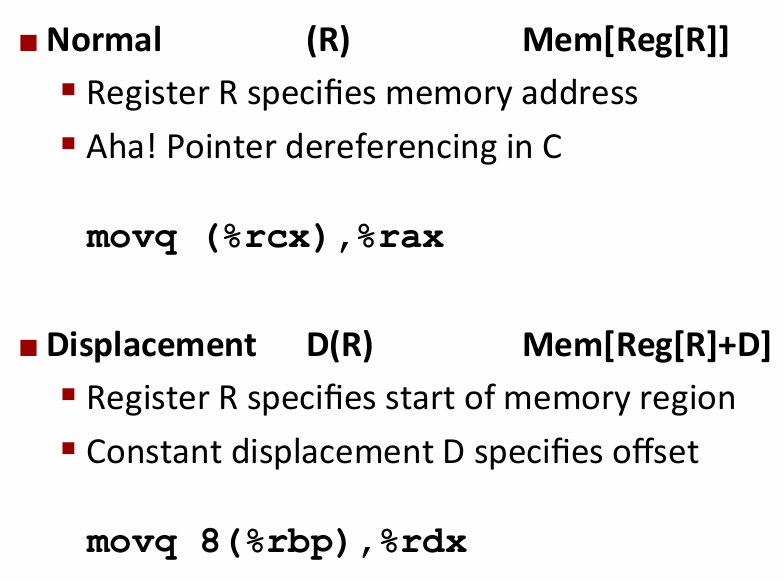 ■ Normal (R) Mem[Reg[R]]
▪ Register R specifies memory address
▪ Aha! Pointer dereferencing in C
movq (%rcx),%rax
■ Displacement D(R) Mem[Reg[R]+D]
▪ Register R specifies start of memory region
▪ Constant displacement D specifies offset
movq 8(%rbp),%rdx